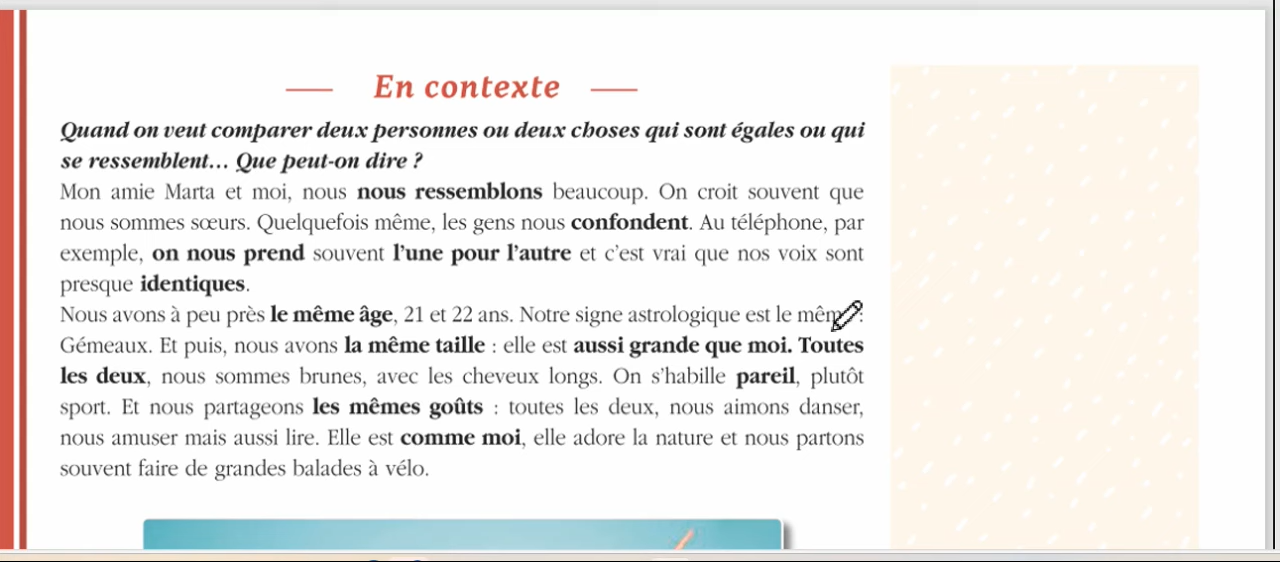 En contexte
Quand on veut comparer deux personnes ou deux choses qui sont égales ou qui
se ressemblent... Que peut-on dire ?
Mon amie Marta et moi, nous nous ressemblons beaucoup. On croit souvent que
nous sommes sœurs. Quelquefois même, les gens nous confondent. Au téléphone, par
exemple, on nous prend souvent l'une pour l'autre et c'est vrai que nos voix sont
presque identiques.
Nous avons à peu près le même âge, 21 et 22 ans. Notre signe astrologique est le
Gémeaux. Et puis, nous avons la même taille : elle est aussi grande que moi. Toutes
les deux, nous sommes brunes, avec les cheveux longs. On s'habille pareil, plutôt
sport. Et nous partageons les mêmes goûts : toutes les deux, nous aimons danser,
nous amuser mais aussi lire. Elle est comme moi, elle adore la nature et nous partons
souvent faire de grandes balades à vélo.